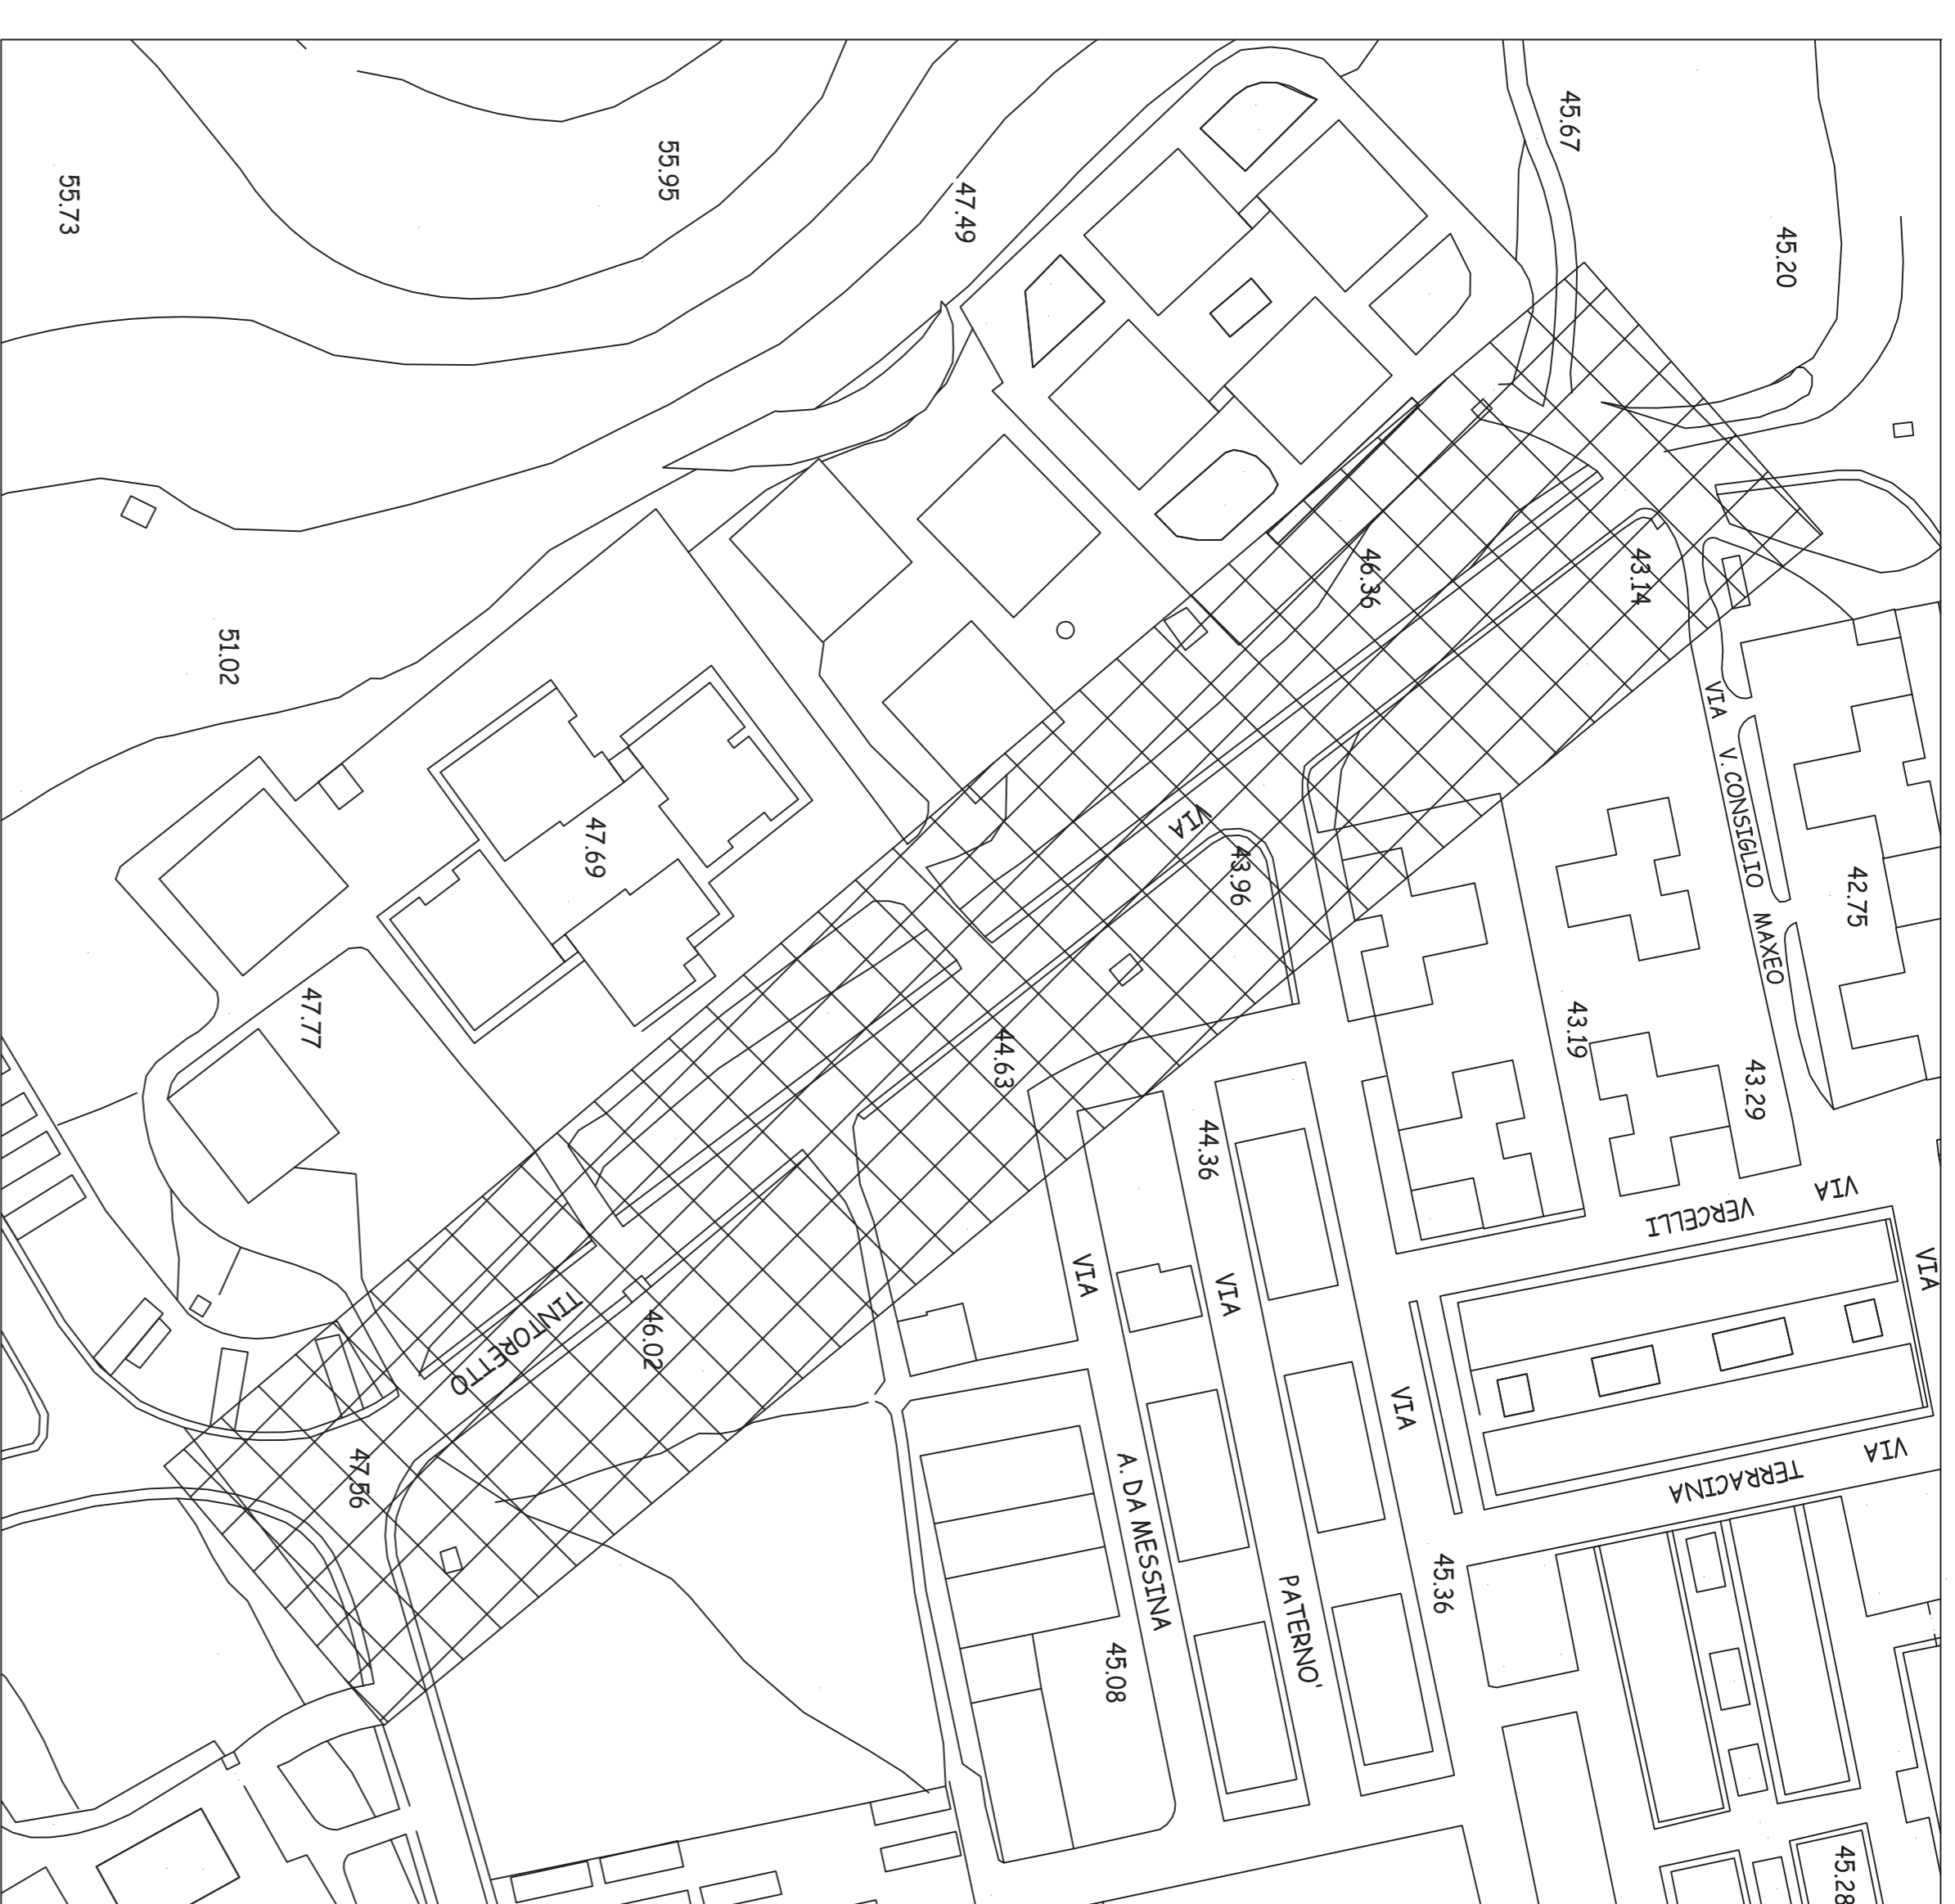 45.67
55.95
55.73
47.49
45.20
46.36
43.14
51.02
VIA
V. CONSIGLIO
MAXEO
VIA
47.69
43.96
42.75
47.77
44.63
43.19
43.29
44.36
VIA
VERCELLI
VIA
VIA
VIA
TINTORETTO
46.02
VIA
VIA
TERRACINA
47.56
A. DA MESSINA
PATERNO'
45.36
45.08
45.28